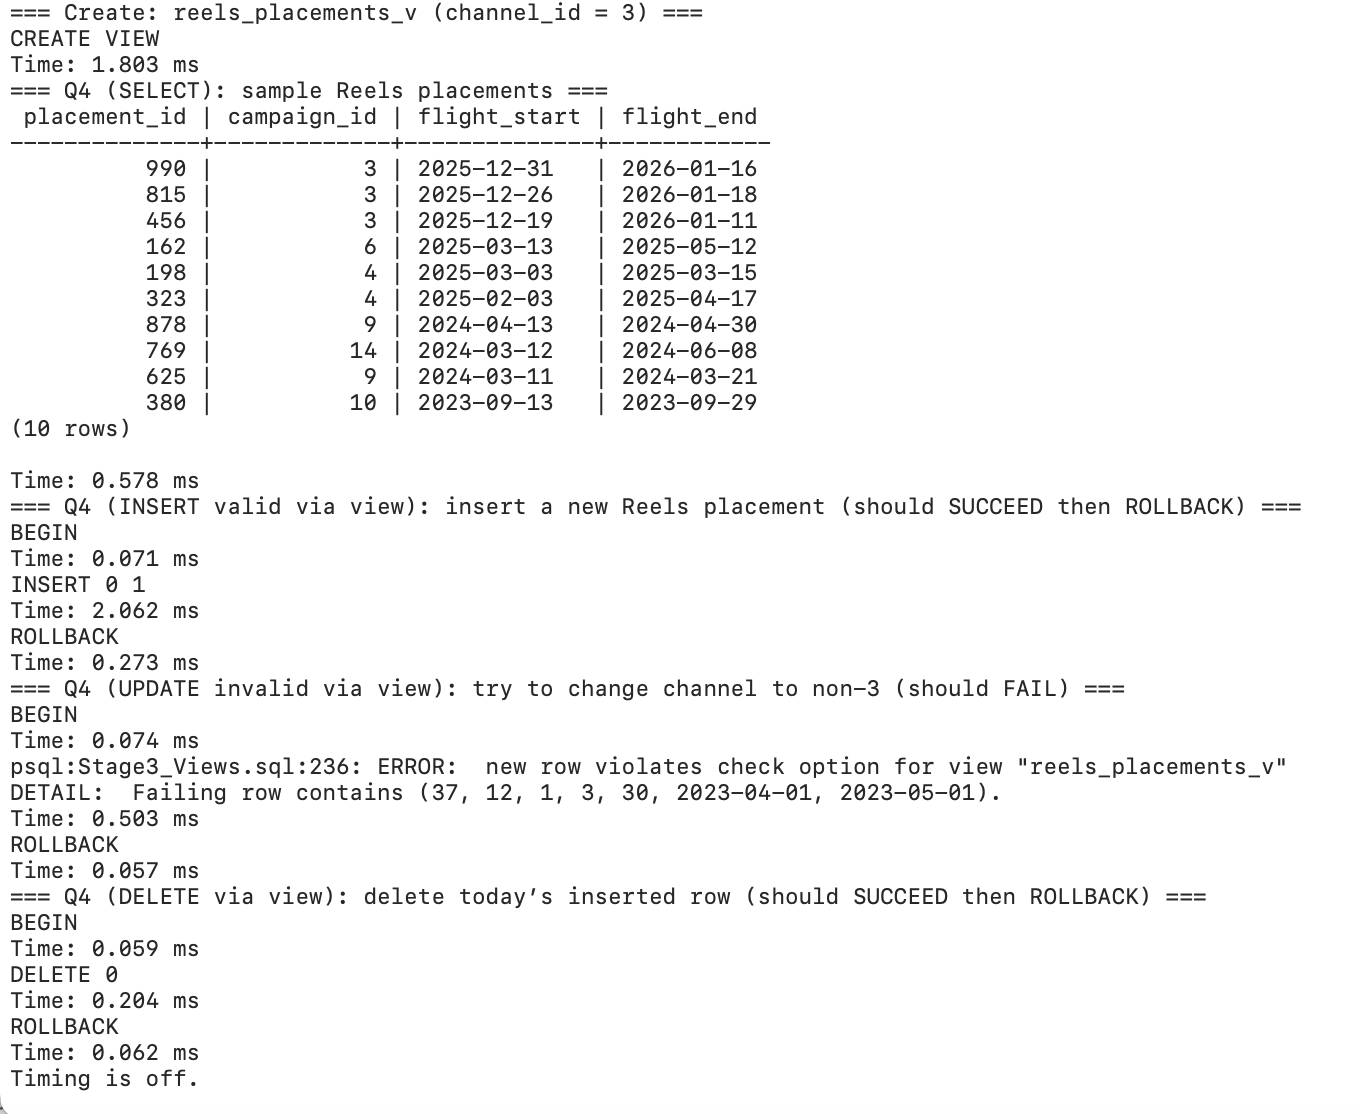 === Create: reels_placements_v (channel_id = 3) ===
CREATE VIEW
Time: 1.803 ms
=== Q4 (SELECT): sample Reels placements ===
 placement_id | campaign_id | flight_start | flight_end
--------------+-------------+--------------+------------
          990 |           3 | 2025-12-31   | 2026-01-16
          815 |           3 | 2025-12-26   | 2026-01-18
          456 |           3 | 2025-12-19   | 2026-01-11
          162 |           6 | 2025-03-13   | 2025-05-12
          198 |           4 | 2025-03-03   | 2025-03-15
          323 |           4 | 2025-02-03   | 2025-04-17
          878 |           9 | 2024-04-13   | 2024-04-30
          769 |          14 | 2024-03-12   | 2024-06-08
          625 |           9 | 2024-03-11   | 2024-03-21
          380 |          10 | 2023-09-13   | 2023-09-29
(10 rows)

Time: 0.578 ms
=== Q4 (INSERT valid via view): insert a new Reels placement (should SUCCEED then ROLLBACK) ===
BEGIN
Time: 0.071 ms
INSERT 0 1
Time: 2.062 ms
ROLLBACK
Time: 0.273 ms
=== Q4 (UPDATE invalid via view): try to change channel to non-3 (should FAIL) ===
BEGIN
Time: 0.074 ms
psql:Stage3_Views.sql:236: ERROR:  new row violates check option for view "reels_placements_v"
DETAIL:  Failing row contains (37, 12, 1, 3, 30, 2023-04-01, 2023-05-01).
Time: 0.503 ms
ROLLBACK
Time: 0.057 ms
=== Q4 (DELETE via view): delete today’s inserted row (should SUCCEED then ROLLBACK) ===
BEGIN
Time: 0.059 ms
DELETE 0
Time: 0.204 ms
ROLLBACK
Time: 0.062 ms
Timing is off.